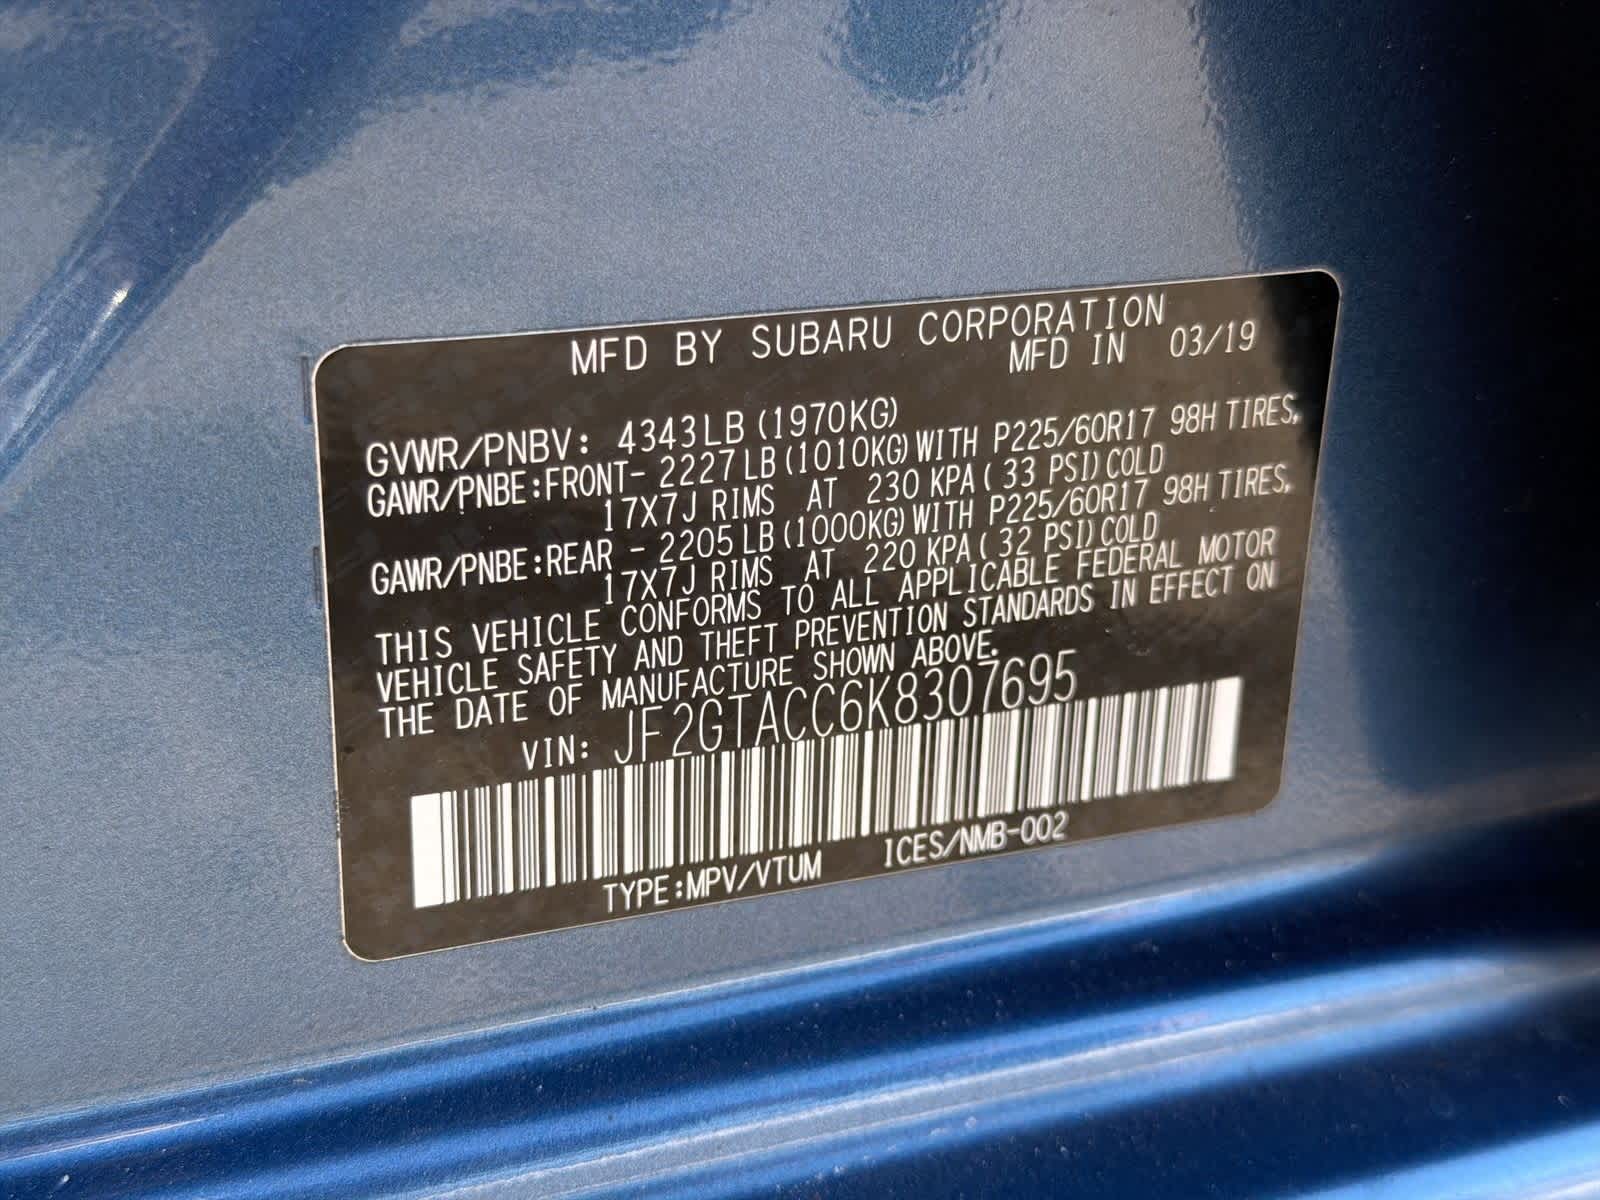 MFD BY SUBARU CORPORATION
MFD IN 03/19
GVWR/PNBV: 4343LB (1970KG)
GAWR/PNBE:FRONT- 2227LB (1010KG) WITH P225/60R17 98H TIRES,
17X7J RIMS AT 230 KPA ( 33 PSI) COLD
GAWR/PNBE:REAR - 2205LB (1000KG) WITH P225/60R17 98H TIRES,
17X7J RIMS AT 220 KPA ( 32 PSI) COLD
THIS VEHICLE CONFORMS TO ALL APPLICABLE FEDERAL MOTOR
VEHICLE SAFETY AND THEFT PREVENTION STANDARDS IN EFFECT ON
THE DATE OF MANUFACTURE SHOWN ABOVE.
VIN: JF2GTACC6K8307695
TYPE:MPV/VTUM ICES/NMB-002